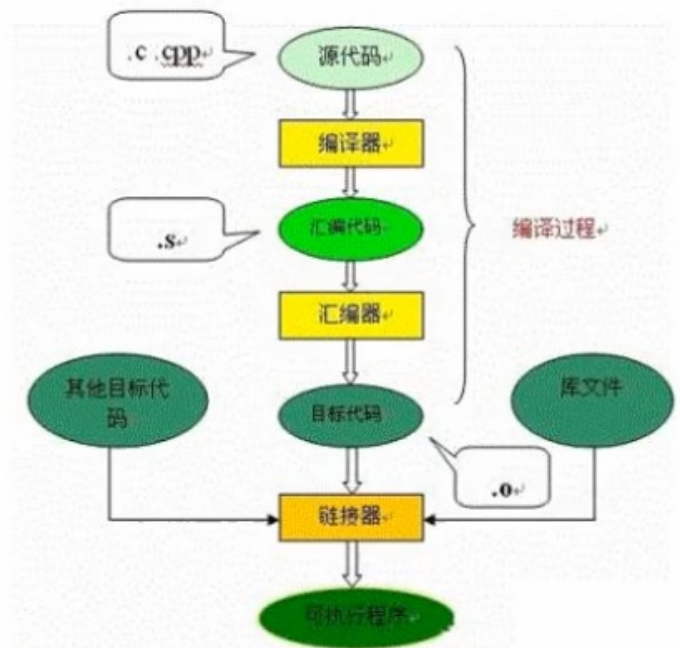 .c .cpp
源代码
编译器
汇编代码
.s
编译过程
汇编器
其他目标代
码
目标代码
库文件
.o
链接器
可执行程序